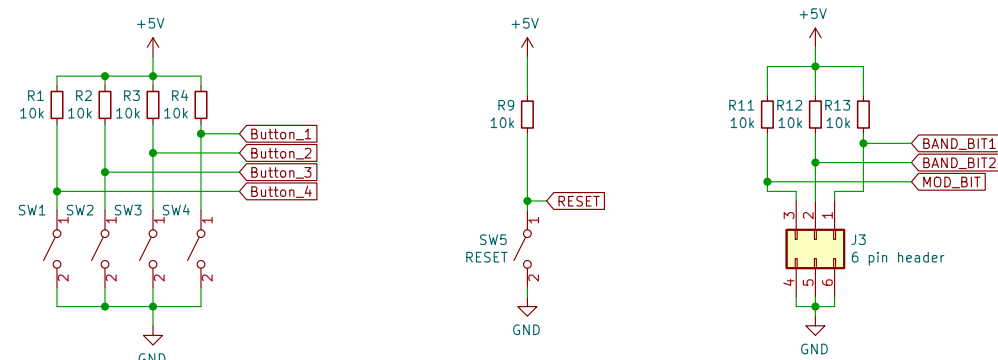 +5V
R1 R2 R3 R4
10k 10k 10k 10k
Button_1
Button_2
Button_3
Button_4
SW1 SW2 SW3 SW4
1 1 1 1
2 2 2 2
GND
+5V
R9
10k
RESET
1
SW5
RESET
2
GND
+5V
R11 R12 R13
10k 10k 10k
BAND_BIT1
BAND_BIT2
MOD_BIT
3 2 1
J3
6 pin header
4 5 6
GND